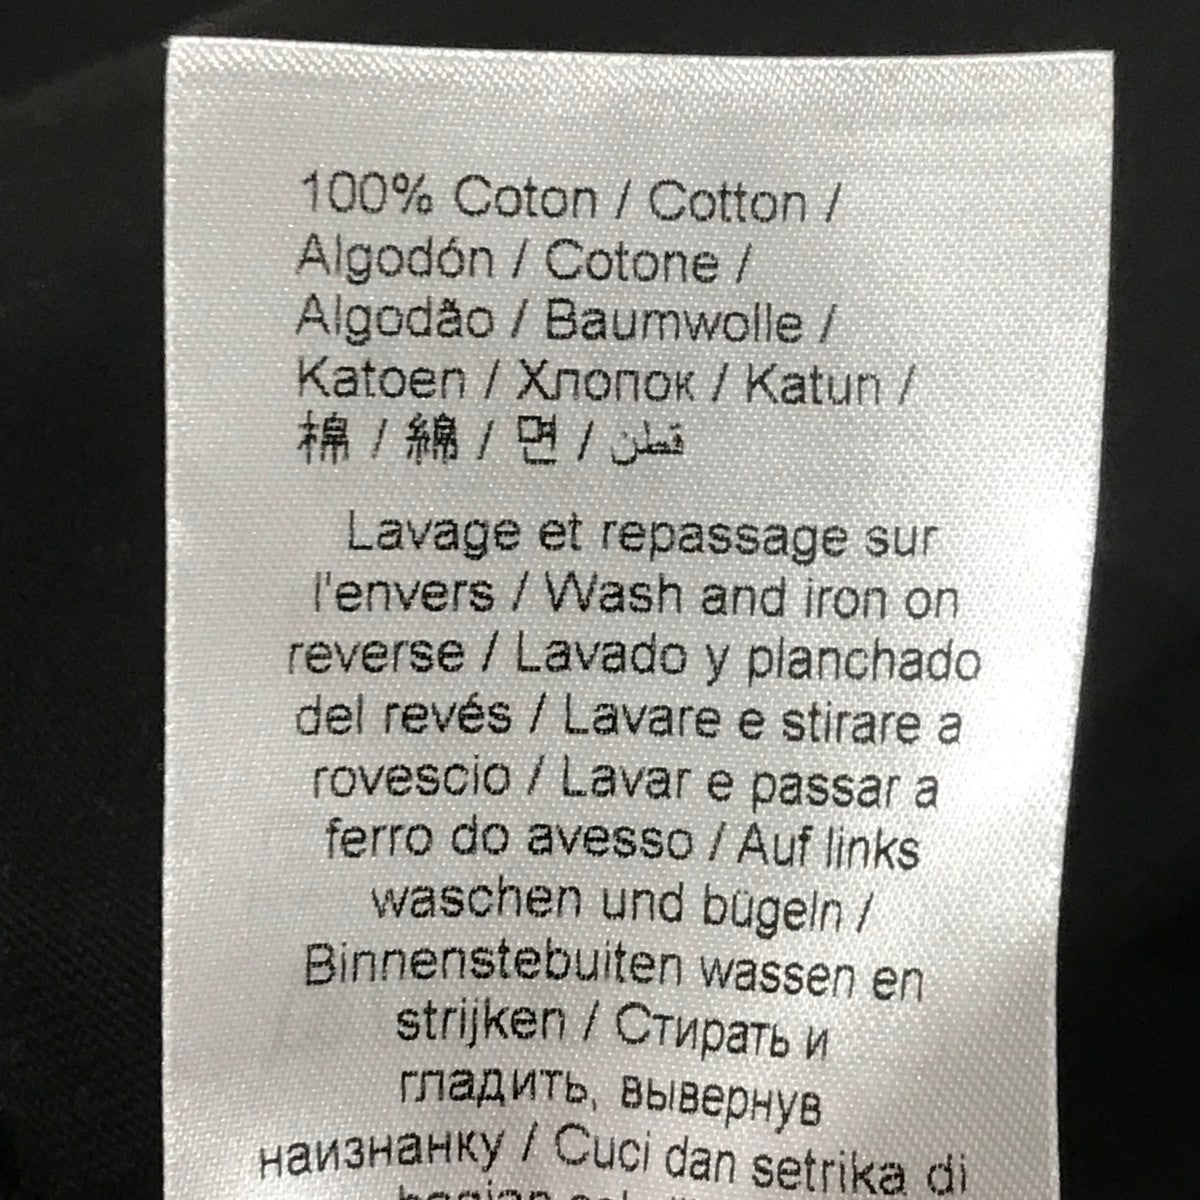 100% Coton / Cotton /
Algodón / Cotone /
Algodão / Baumwolle /
Katoen / Хлопок / Katun /
棉 / 綿 / 면 / قطن
Lavage et repassage sur
l'envers / Wash and iron on
reverse / Lavado y planchado
del revés / Lavare e stirare a
rovescio / Lavar e passar a
ferro do avesso / Auf links
waschen und bügeln /
Binnenstebuiten wassen en
strijken / Стирать и
гладить, вывернув
наизнанку / Cuci dan setrika di